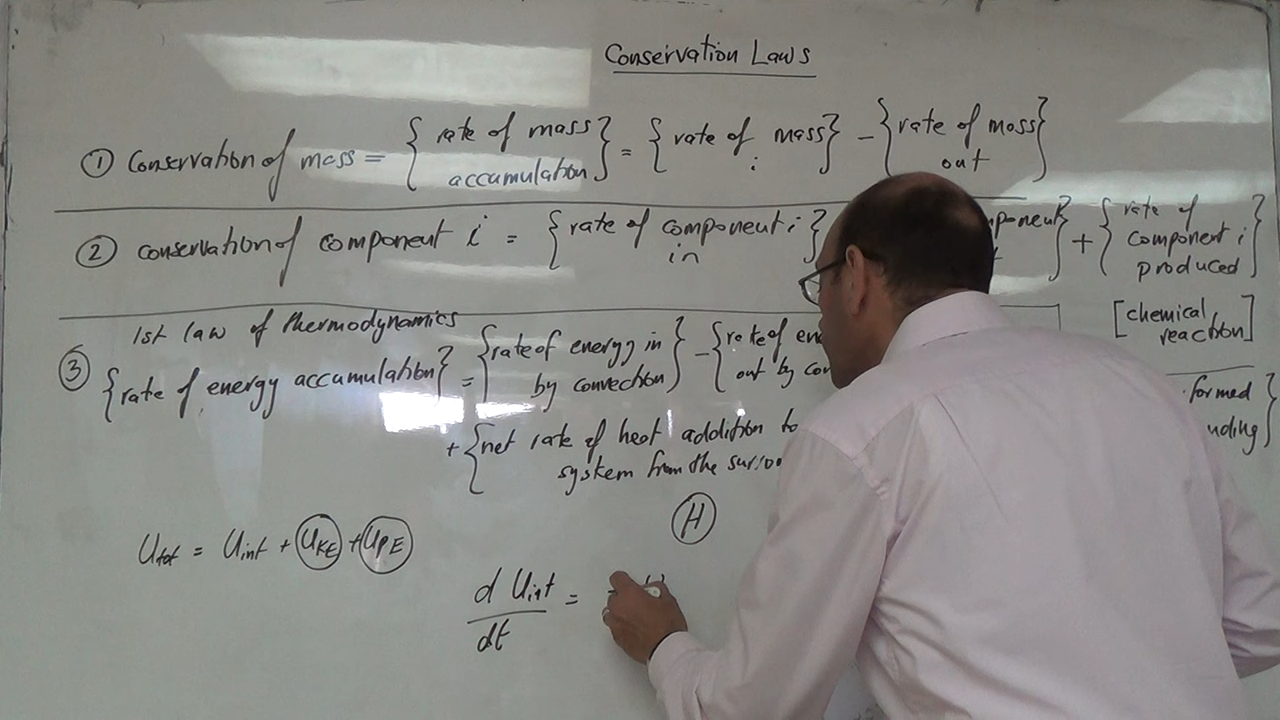 Conservation Laws
① Conservation of mass = { rate of mass accumulation } = { rate of mass i } - { rate of mass out }
② conservation of component i = { rate of component i in } } + { rate of component i produced }
[chemical reaction]
1st law of thermodynamics
③ { rate of energy accumulation } = { rate of energy in by convection } - { rate of out by
+ { net rate of heat addition to system from the formed }
H
Utot = Uint + UKE + UPE
d Uint / dt =